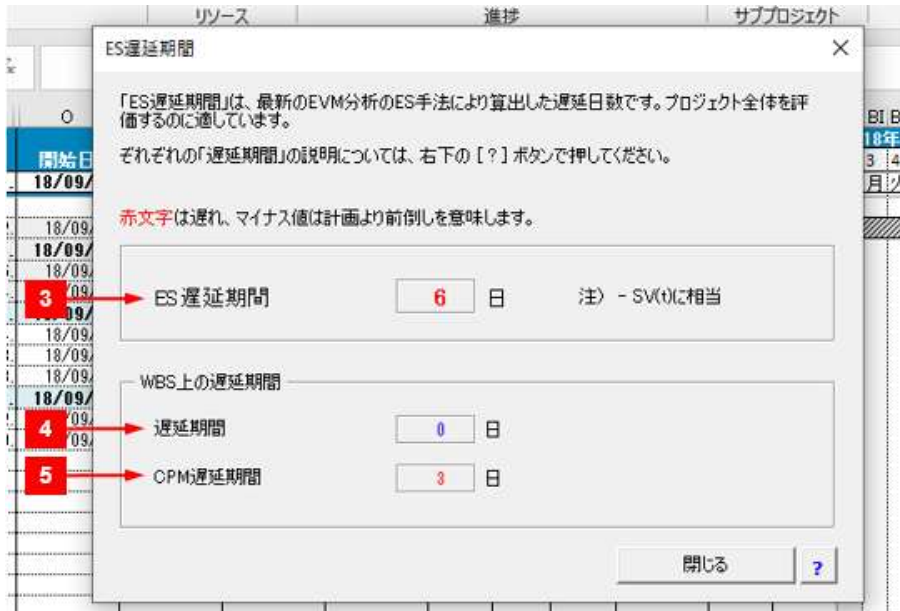 リソース 進捗 サブプロジェクト
ES遅延期間
「ES遅延期間」は、最新のEVM分析のES手法により算出した遅延日数です。プロジェクト全体を評
価するのに適しています。
ぞれぞれの「遅延期間」の説明については、右下の [ ? ] ボタンで押してください。
赤文字は遅れ、マイナス値は計画より前倒しを意味します。
3 ES遅延期間 6 日 注) - SV(t)に相当
WBS上の遅延期間
4 遅延期間 0 日
5 CPM遅延期間 3 日
閉じる ?
O
開始日
18/09/
18/09/
18/09/
18/09/
18/09/
18/09/
18/09/
18/09/
BI B
18年
3 4
月